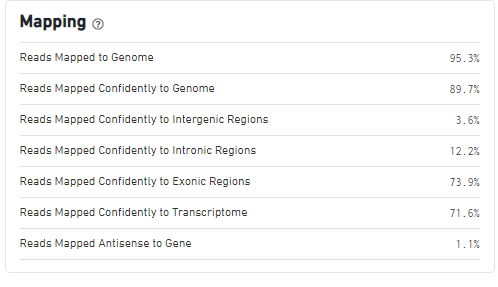 Mapping ?
Reads Mapped to Genome 95.3%
Reads Mapped Confidently to Genome 89.7%
Reads Mapped Confidently to Intergenic Regions 3.6%
Reads Mapped Confidently to Intronic Regions 12.2%
Reads Mapped Confidently to Exonic Regions 73.9%
Reads Mapped Confidently to Transcriptome 71.6%
Reads Mapped Antisense to Gene 1.1%